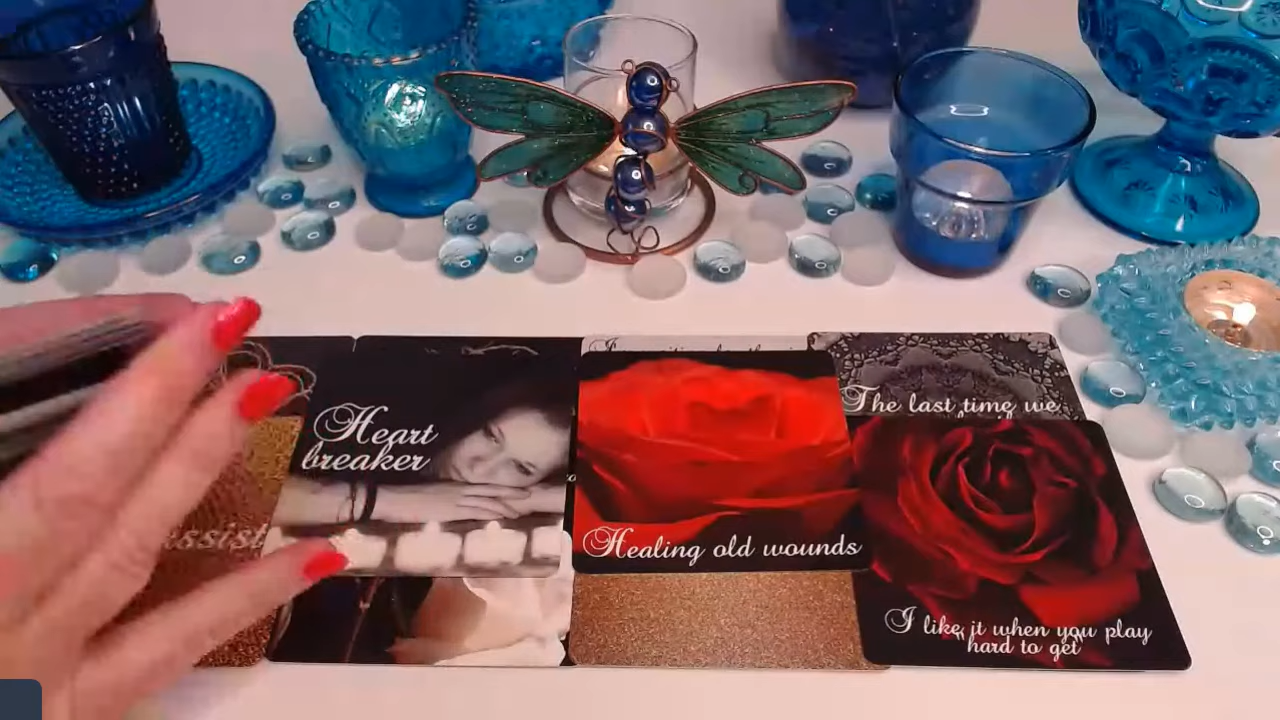 The last time we
Heart
breaker
Healing old wounds
I like it when you play
hard to get